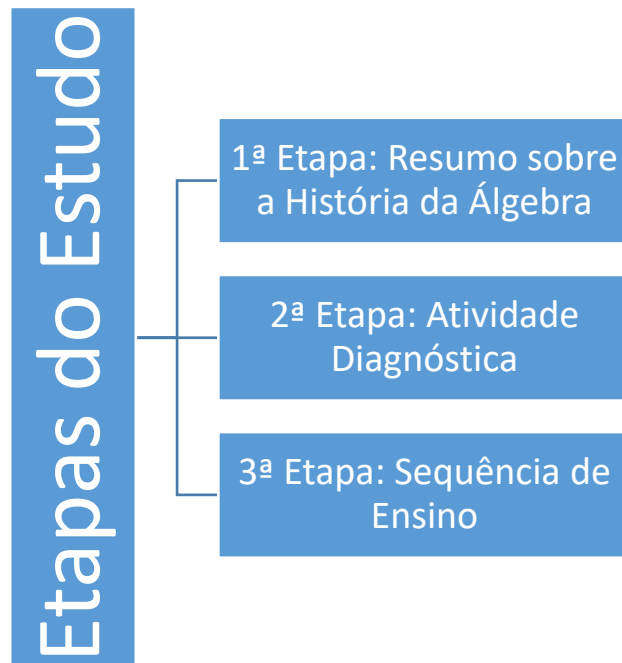 Etapas do Estudo
1ª Etapa: Resumo sobre
a História da Álgebra
2ª Etapa: Atividade
Diagnóstica
3ª Etapa: Sequência de
Ensino